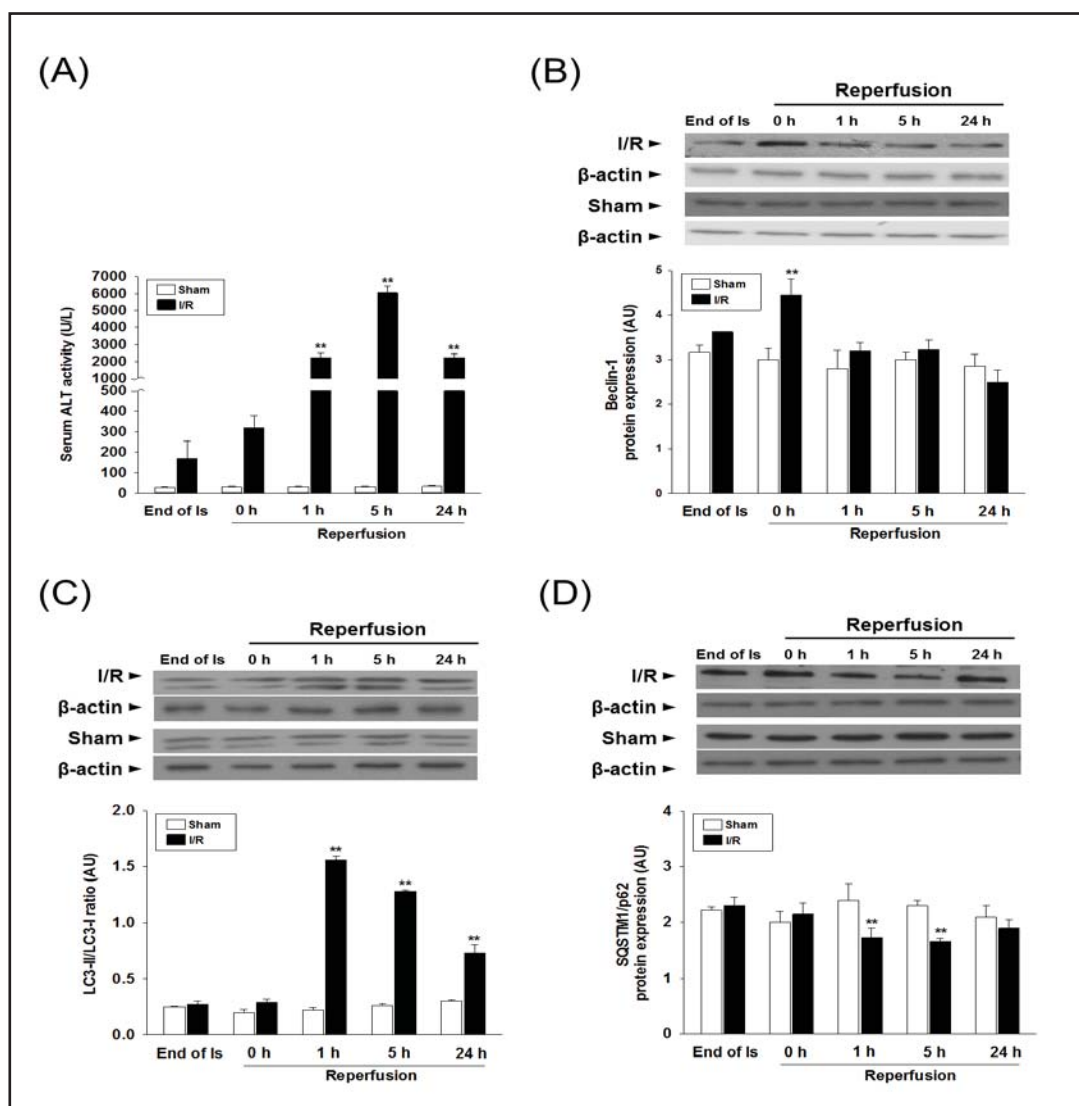 (A)
Serum ALT activity (U/L)
7000
6000
5000
4000
3000
2000
1000
500
400
300
200
100
0
Sham
I/R
**
**
**
End of Is 0 h 1 h 5 h 24 h
Reperfusion
(B)
Reperfusion
End of Is 0 h 1 h 5 h 24 h
I/R ►
β-actin ►
Sham ►
β-actin ►
Beclin-1
protein expression (AU)
5
4
3
2
1
0
Sham
I/R
**
End of Is 0 h 1 h 5 h 24 h
Reperfusion
(C)
Reperfusion
End of Is 0 h 1 h 5 h 24 h
I/R ►
β-actin ►
Sham ►
β-actin ►
LC3-II/LC3-I ratio (AU)
2.0
1.5
1.0
0.5
0.0
Sham
I/R
**
**
**
End of Is 0 h 1 h 5 h 24 h
Reperfusion
(D)
Reperfusion
End of Is 0 h 1 h 5 h 24 h
I/R ►
β-actin ►
Sham ►
β-actin ►
SQSTM1/p62
protein expression (AU)
4
3
2
1
0
Sham
I/R
**
**
End of Is 0 h 1 h 5 h 24 h
Reperfusion